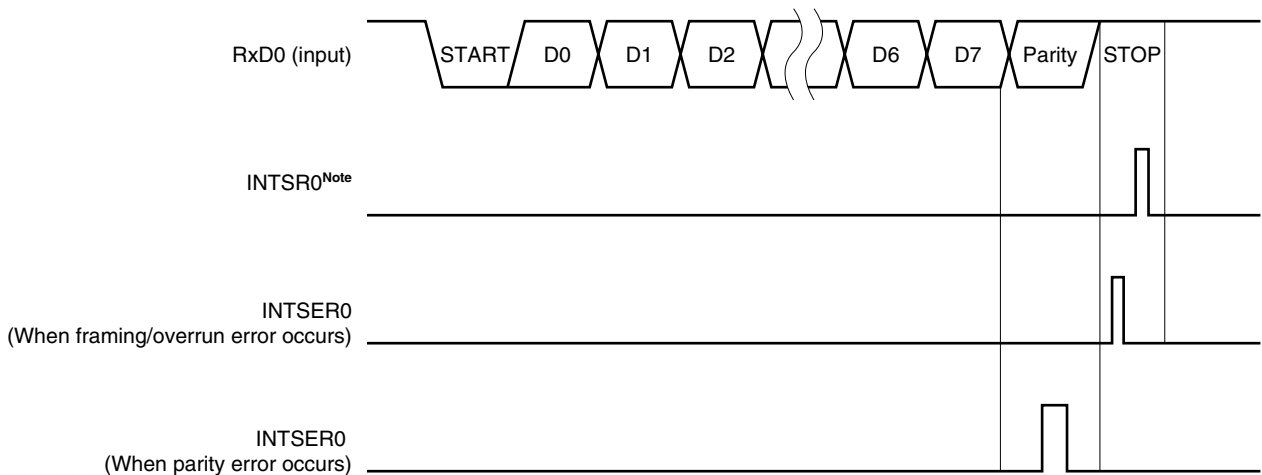 RxD0 (input)
START D0 D1 D2 D6 D7 Parity STOP
INTSR0Note
INTSER0
(When framing/overrun error occurs)
INTSER0
(When parity error occurs)